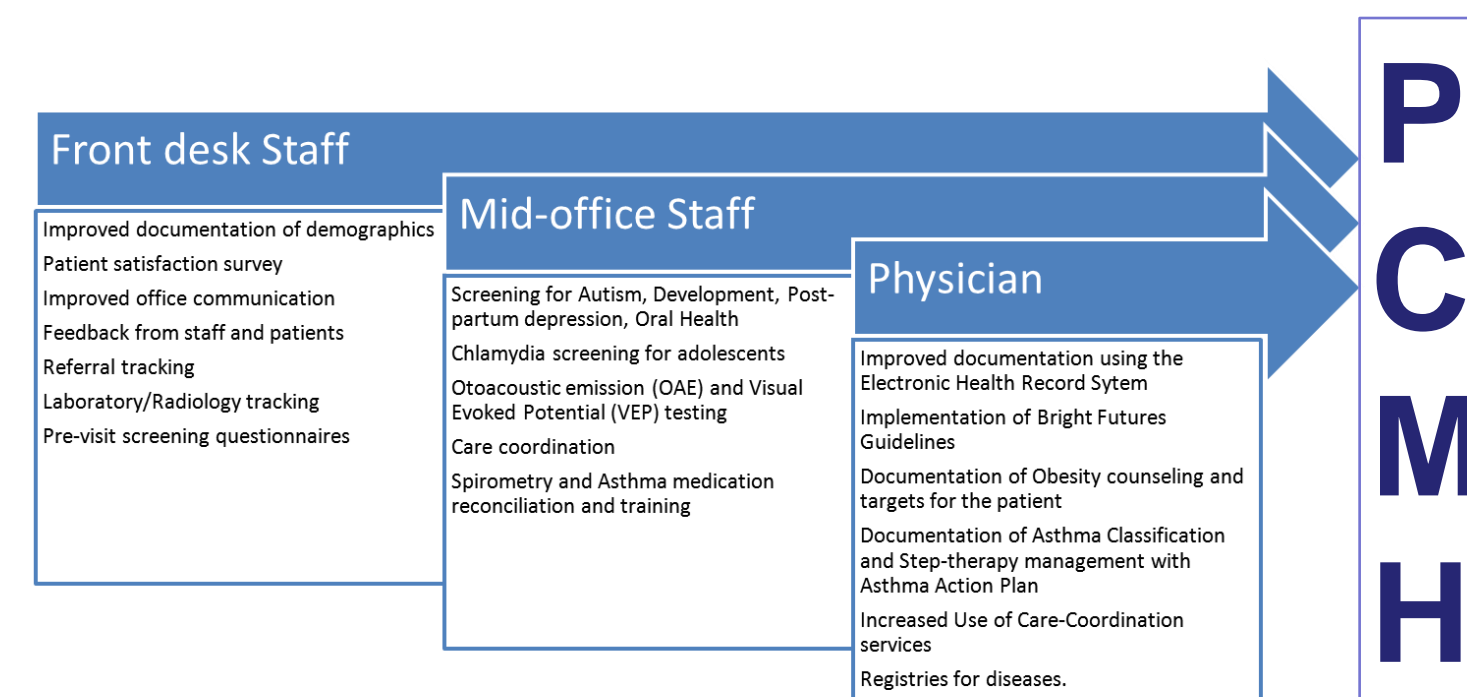 Front desk Staff
Improved documentation of demographics
Patient satisfaction survey
Improved office communication
Feedback from staff and patients
Referral tracking
Laboratory/Radiology tracking
Pre-visit screening questionnaires
Mid-office Staff
Screening for Autism, Development, Post-
partum depression, Oral Health
Chlamydia screening for adolescents
Otoacoustic emission (OAE) and Visual
Evoked Potential (VEP) testing
Care coordination
Spirometry and Asthma medication
reconciliation and training
Physician
Improved documentation using the
Electronic Health Record Sytem
Implementation of Bright Futures
Guidelines
Documentation of Obesity counseling and
targets for the patient
Documentation of Asthma Classification
and Step-therapy management with
Asthma Action Plan
Increased Use of Care-Coordination
services
Registries for diseases.
P
C
M
H